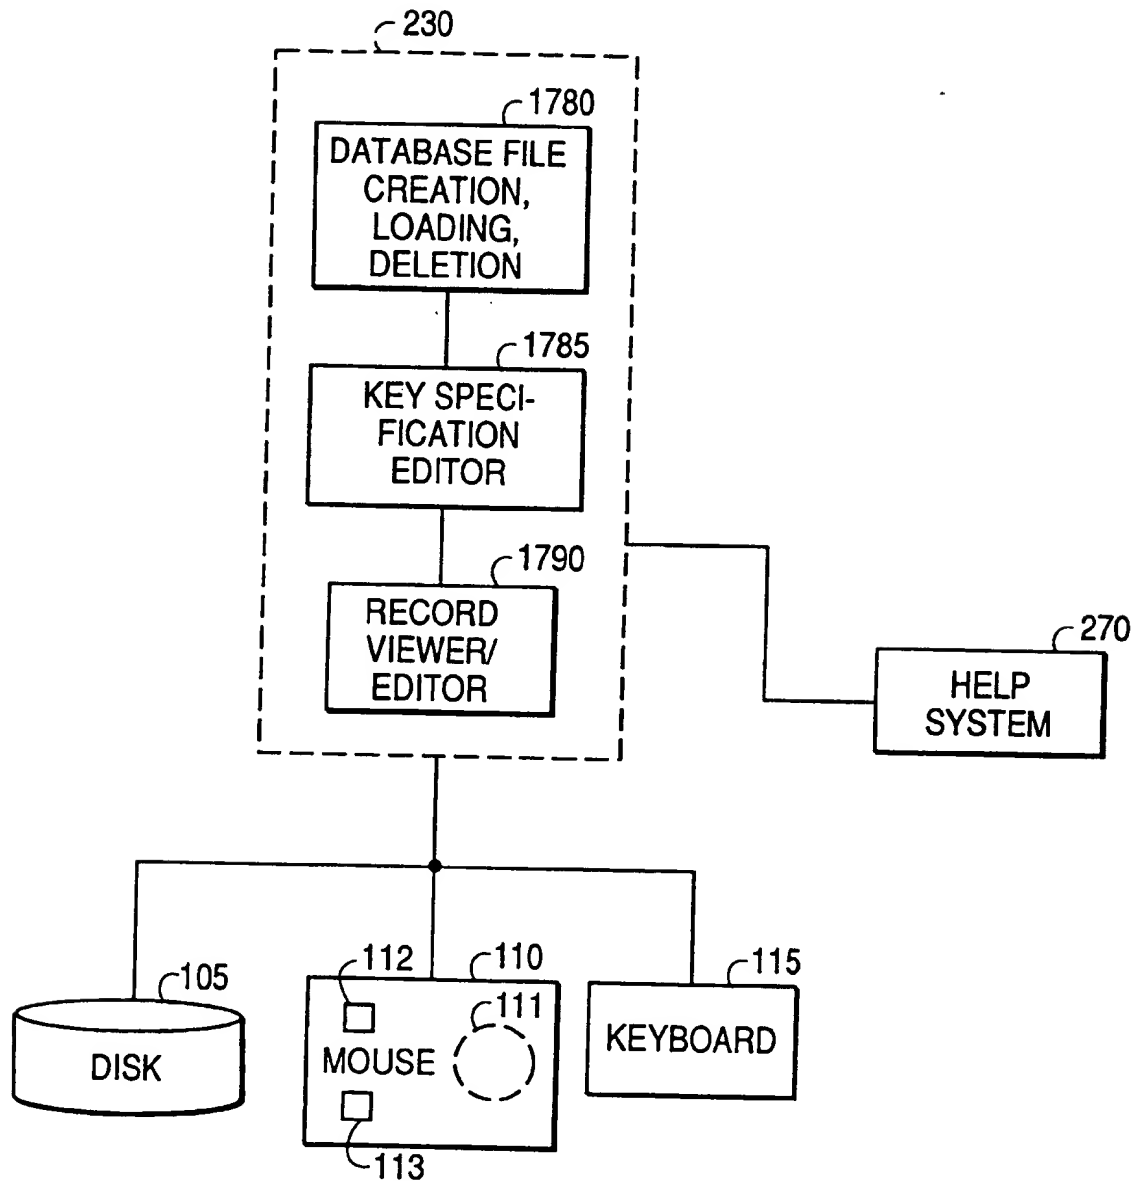 230
1780
DATABASE FILE
CREATION,
LOADING,
DELETION
1785
KEY SPECI-
FICATION
EDITOR
1790
RECORD
VIEWER/
EDITOR
270
HELP
SYSTEM
105
DISK
112
110
111
MOUSE
113
115
KEYBOARD